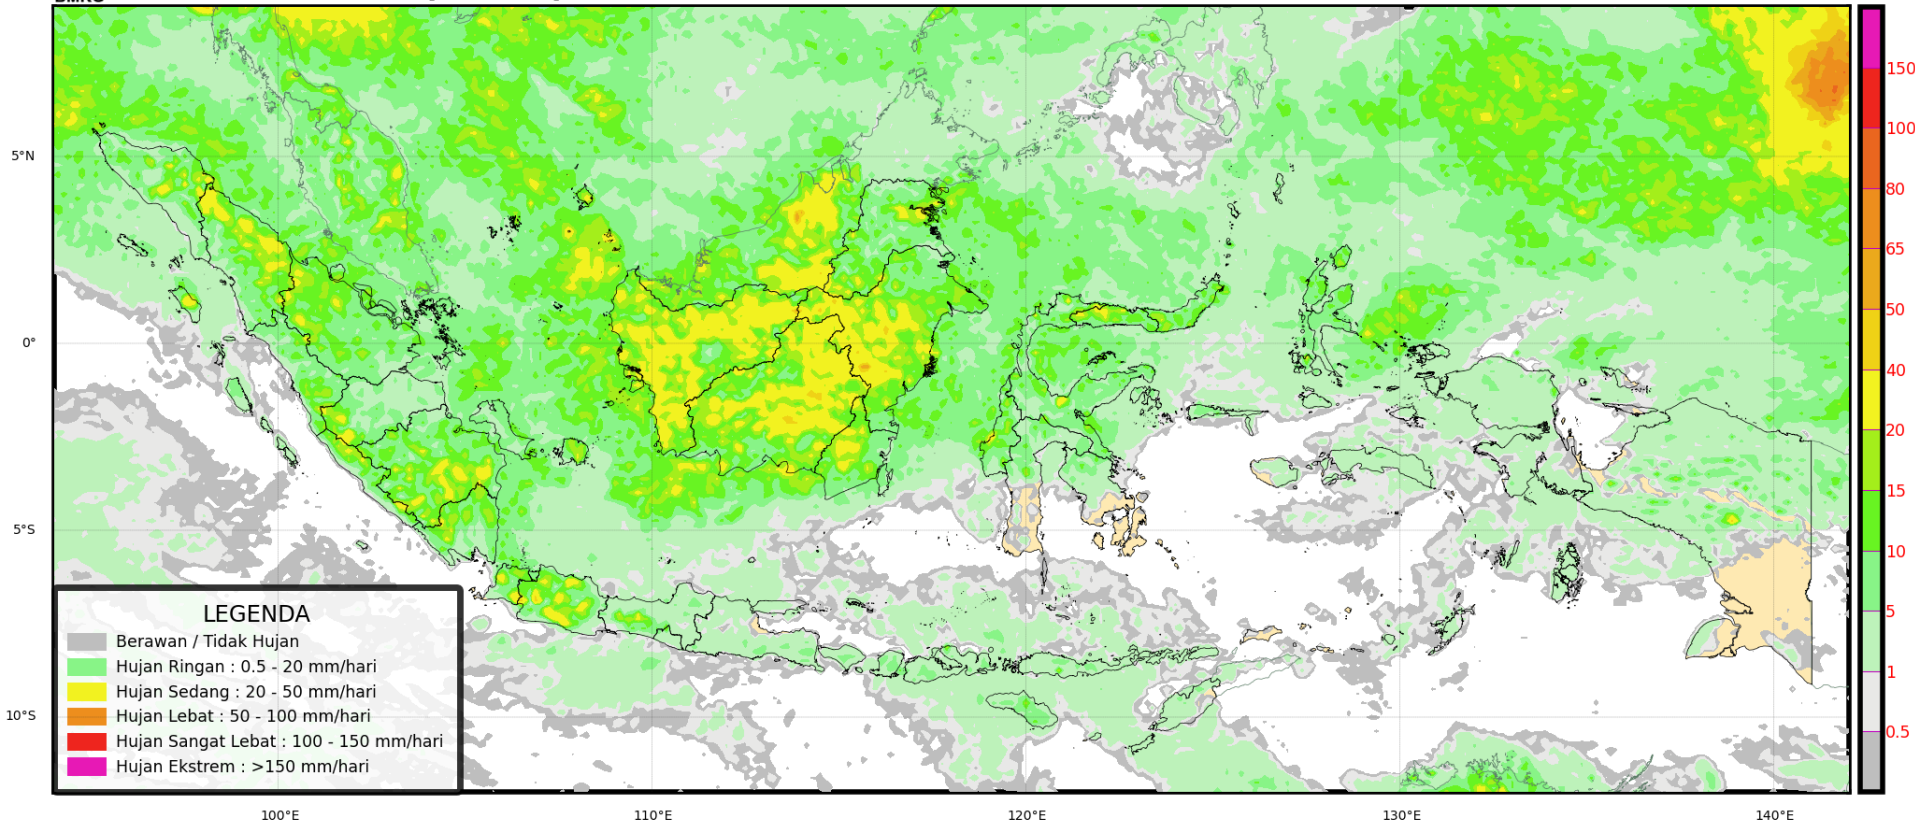 5°N
0°
5°S
10°S
100°E
110°E
120°E
130°E
140°E
LEGENDA
Berawan / Tidak Hujan
Hujan Ringan : 0.5 - 20 mm/hari
Hujan Sedang : 20 - 50 mm/hari
Hujan Lebat : 50 - 100 mm/hari
Hujan Sangat Lebat : 100 - 150 mm/hari
Hujan Ekstrem : >150 mm/hari
150
100
80
65
50
40
20
15
10
5
1
0.5